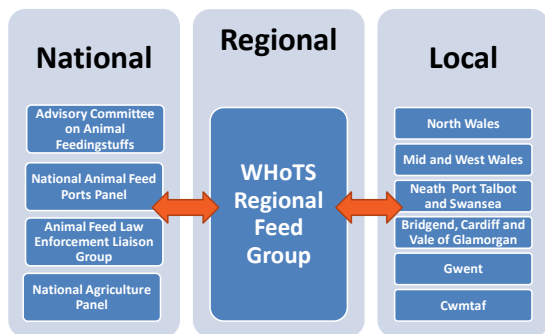 National
Advisory Committee
on Animal
Feedingstuffs
National Animal Feed
Ports Panel
Animal Feed Law
Enforcement Liaison
Group
National Agriculture
Panel
Regional
WHoTS
Regional
Feed
Group
Local
North Wales
Mid and West Wales
Neath Port Talbot
and Swansea
Bridgend, Cardiff and
Vale of Glamorgan
Gwent
Cwmtaf